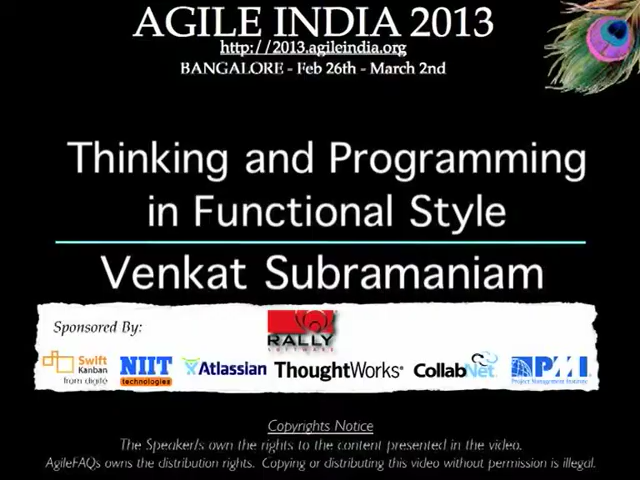 AGILE INDIA 2013
http://2013.agileindia.org
BANGALORE - Feb 26th - March 2nd
Thinking and Programming
in Functional Style
Venkat Subramaniam
Sponsored By:
RALLY
SOFTWARE
Swift
Kanban
from digité
NIIT
technologies
Atlassian
ThoughtWorks®
CollabNet
PMI
Project Management Institute
Copyrights Notice
The Speaker/s own the rights to the content presented in the video.
AgileFAQs owns the distribution rights. Copying or distributing this video without permission is illegal.